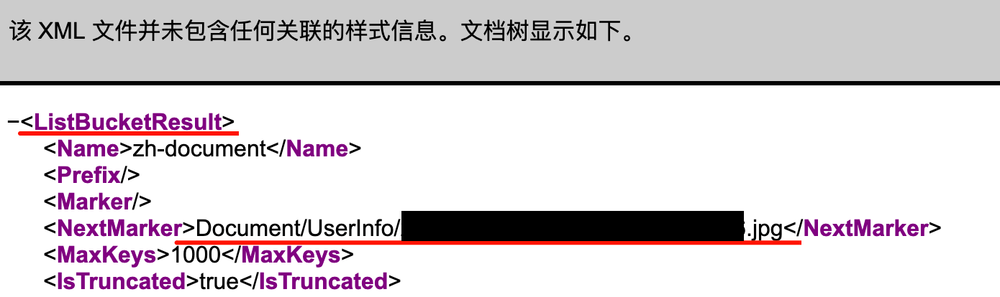 该 XML 文件并未包含任何关联的样式信息。文档树显示如下。
−<ListBucketResult>
<Name>zh-document</Name>
<Prefix/>
<Marker/>
<NextMarker>Document/UserInfo/.jpg</NextMarker>
<MaxKeys>1000</MaxKeys>
<IsTruncated>true</IsTruncated>